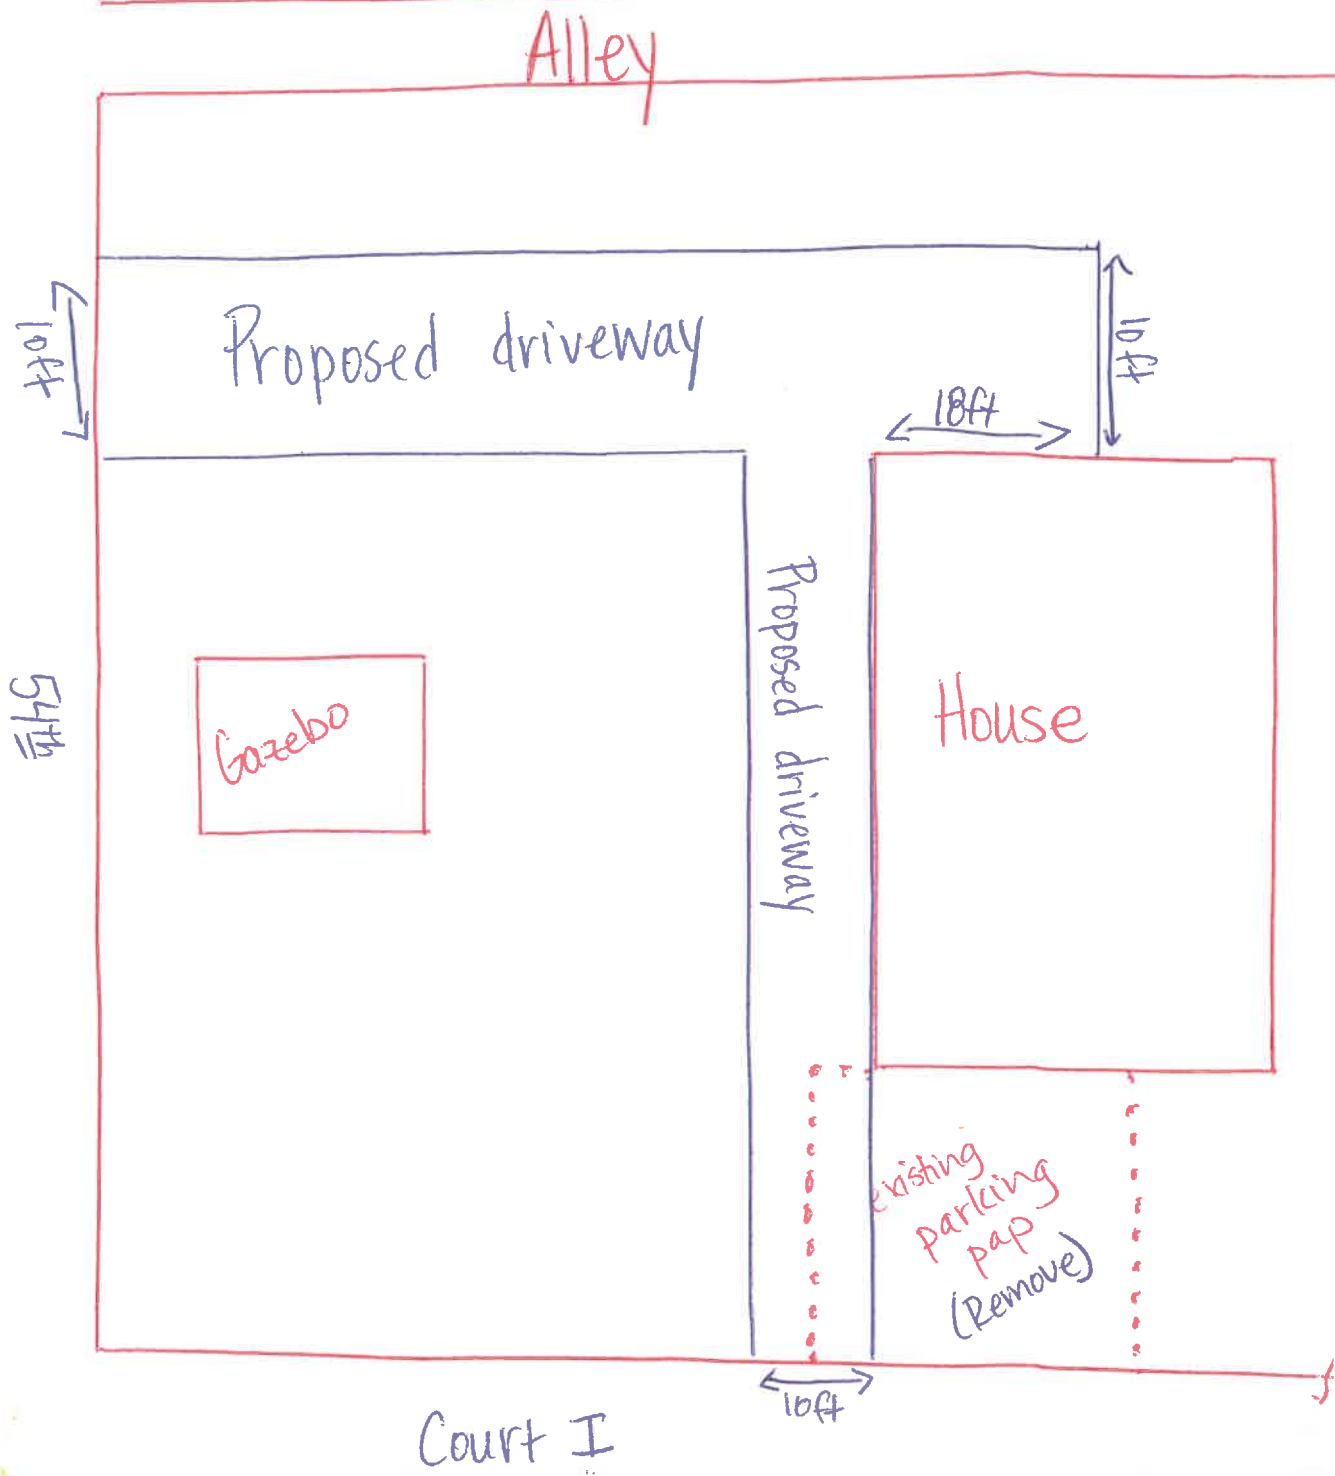 Alley
Proposed driveway
10ft
10ft
18ft
Proposed driveway
House
Gazebo
54th
existing
parking
pap
(Remove)
10ft
Court I